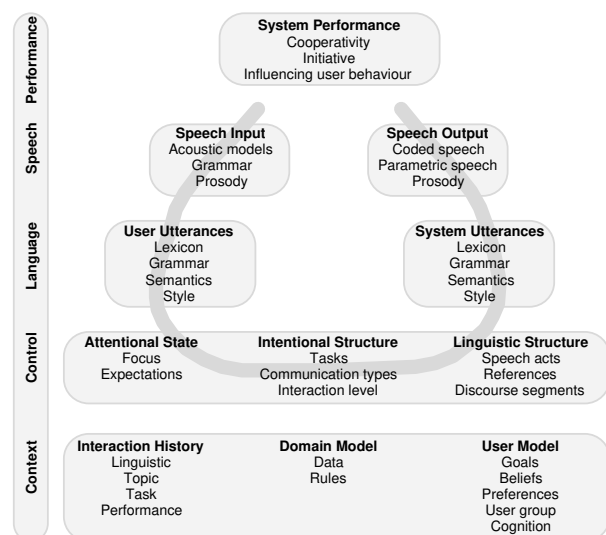 Performance
System Performance
Cooperativity
Initiative
Influencing user behaviour
Speech
Speech Input
Acoustic models
Grammar
Prosody
Speech Output
Coded speech
Parametric speech
Prosody
Language
User Utterances
Lexicon
Grammar
Semantics
Style
System Utterances
Lexicon
Grammar
Semantics
Style
Control
Attentional State
Focus
Expectations
Intentional Structure
Tasks
Communication types
Interaction level
Linguistic Structure
Speech acts
References
Discourse segments
Context
Interaction History
Linguistic
Topic
Task
Performance
Domain Model
Data
Rules
User Model
Goals
Beliefs
Preferences
User group
Cognition